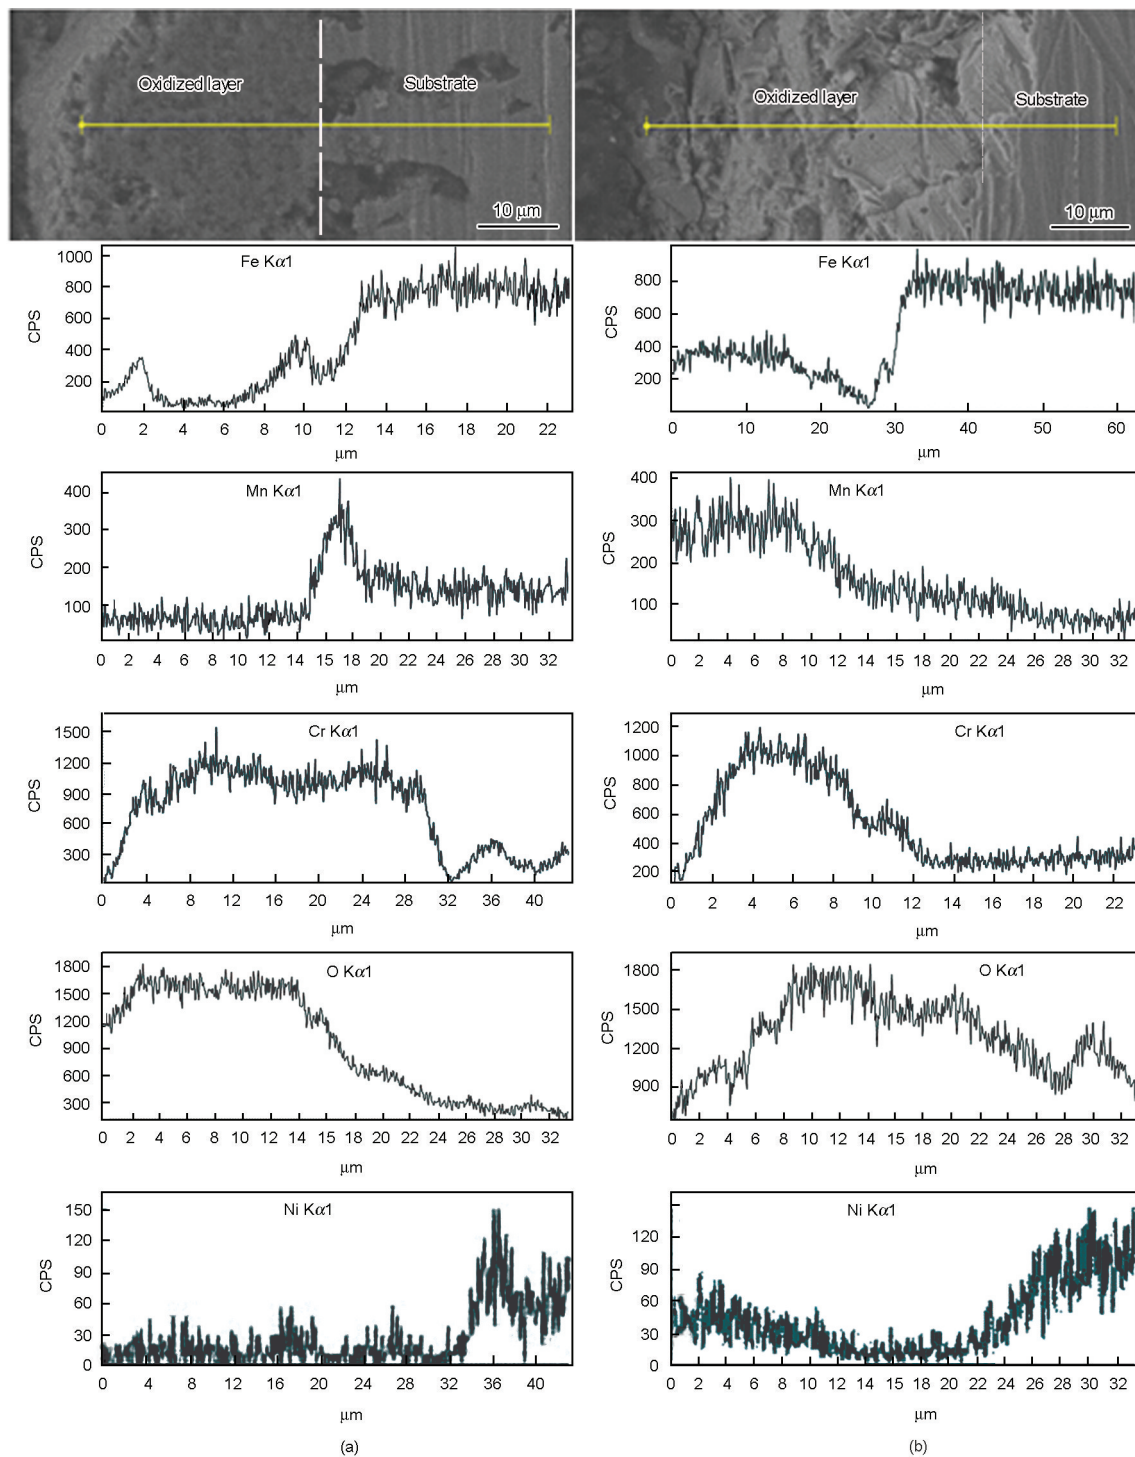 Oxidized layer Substrate
10 μm
Oxidized layer Substrate
10 μm
Fe Kα1
CPS
1000
800
600
400
200
0 2 4 6 8 10 12 14 16 18 20 22
μm
Fe Kα1
CPS
800
600
400
200
0 10 20 30 40 50 60
μm
Mn Kα1
CPS
400
300
200
100
0 2 4 6 8 10 12 14 16 18 20 22 24 26 28 30 32
μm
Mn Kα1
CPS
400
300
200
100
0 2 4 6 8 10 12 14 16 18 20 22 24 26 28 30 32
μm
Cr Kα1
CPS
1500
1200
900
600
300
0 4 8 12 16 20 24 28 32 36 40
μm
Cr Kα1
CPS
1200
1000
800
600
400
200
0 2 4 6 8 10 12 14 16 18 20 22
μm
O Kα1
CPS
1800
1500
1200
900
600
300
0 2 4 6 8 10 12 14 16 18 20 22 24 26 28 30 32
μm
O Kα1
CPS
1800
1500
1200
900
0 2 4 6 8 10 12 14 16 18 20 22 24 26 28 30 32
μm
Ni Kα1
CPS
150
120
90
60
30
0
0 4 8 12 16 20 24 28 32 36 40
μm
(a)
Ni Kα1
CPS
120
90
60
30
0
0 2 4 6 8 10 12 14 16 18 20 22 24 26 28 30 32
μm
(b)